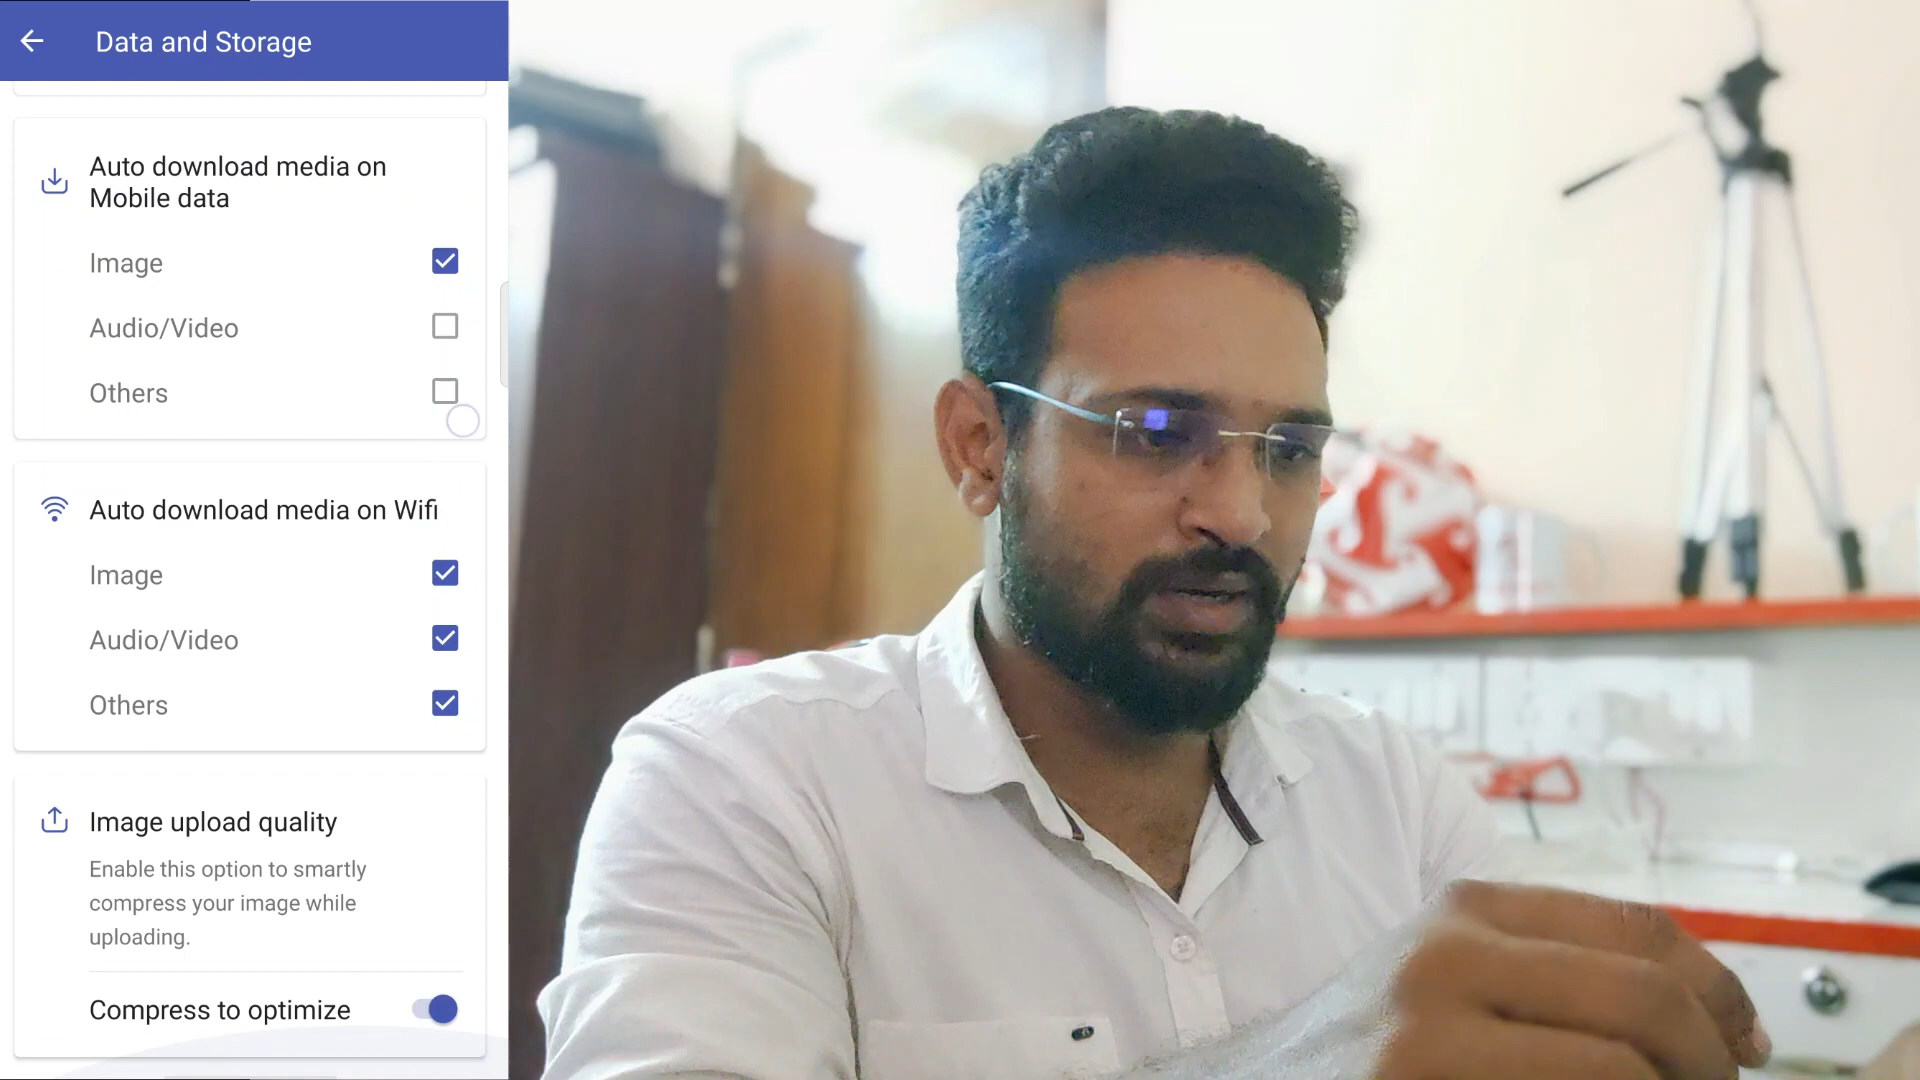 Data and Storage
Auto download media on
Mobile data
Image
Audio/Video
Others
Auto download media on Wifi
Image
Audio/Video
Others
Image upload quality
Enable this option to smartly
compress your image while
uploading.
Compress to optimize